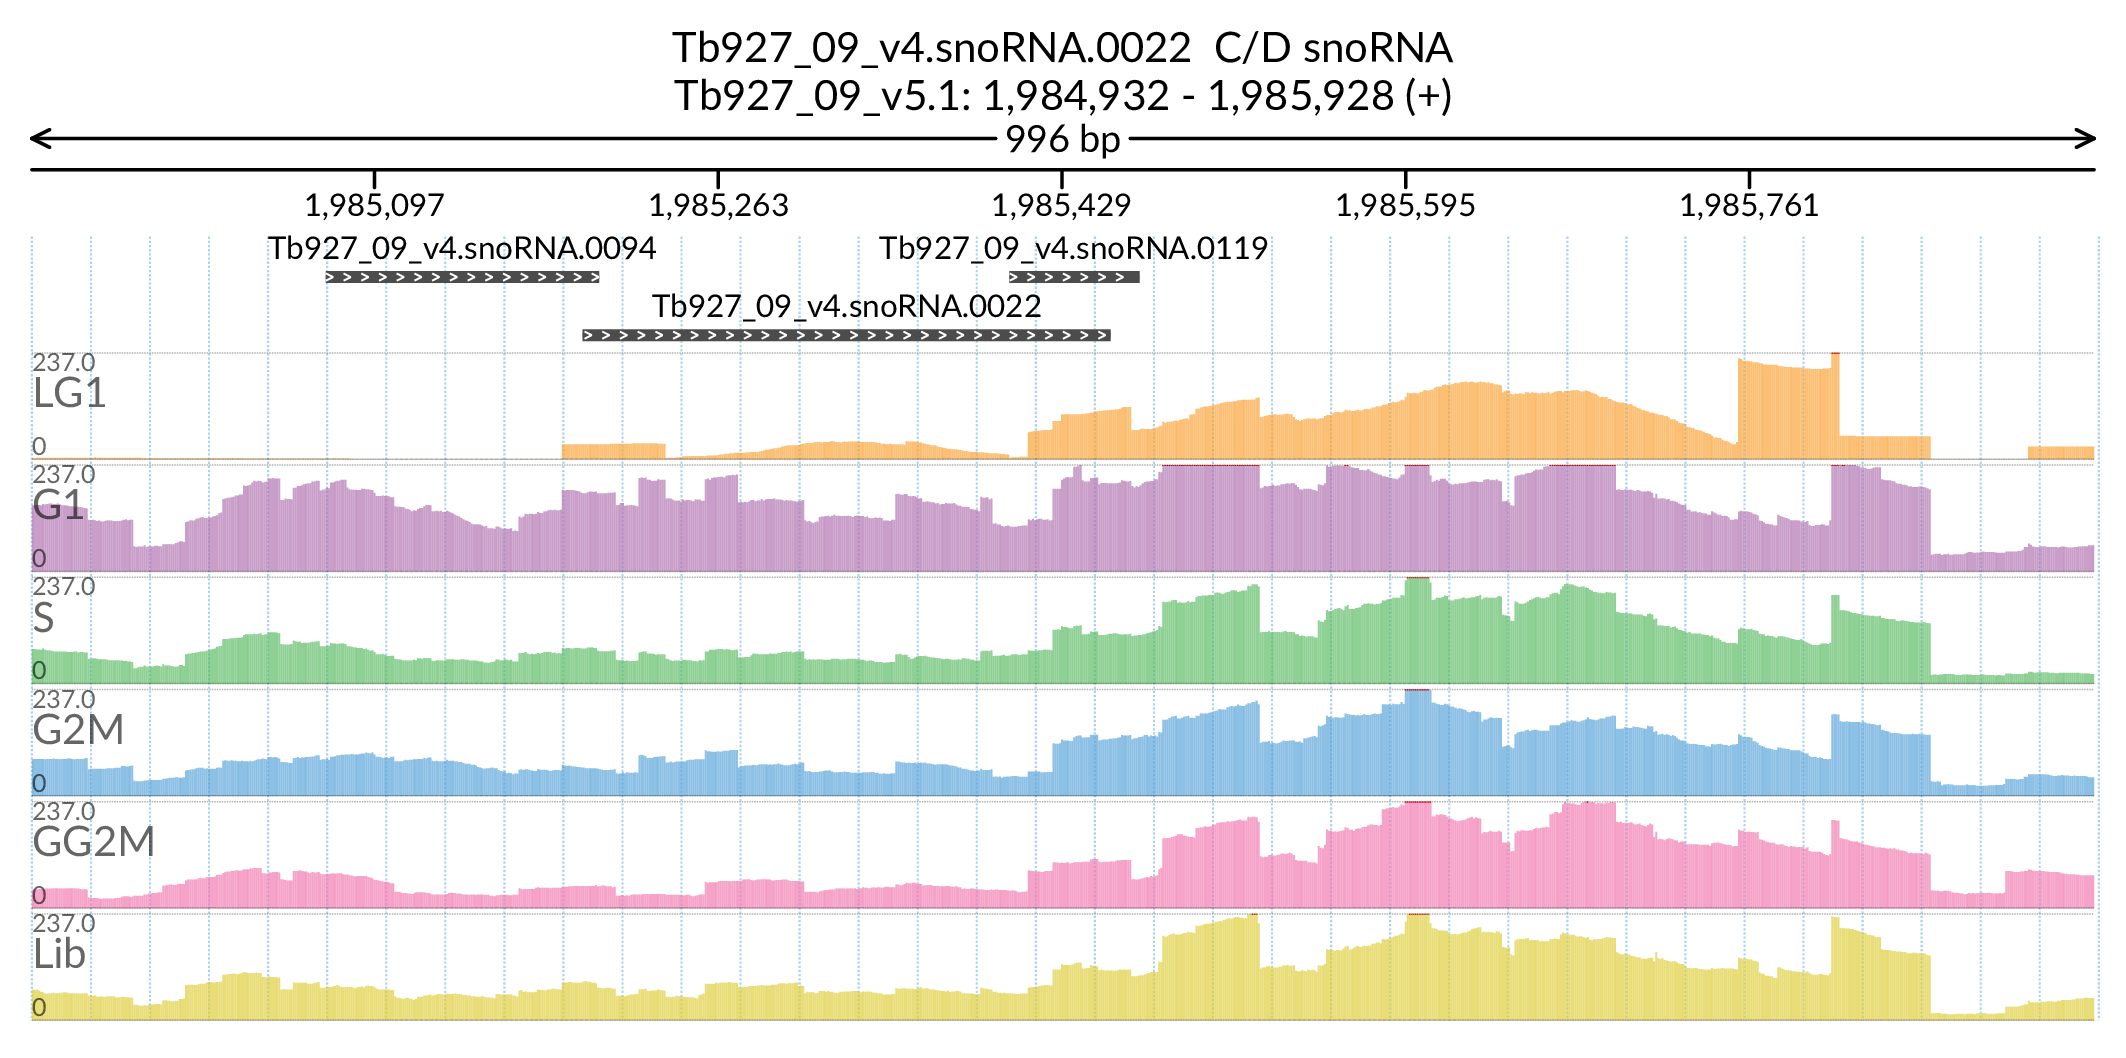 Tb927_09_v4.snoRNA.0022  C/D snoRNA
Tb927_09_v5.1: 1,984,932 - 1,985,928 (+)
996 bp
1,985,097 1,985,263 1,985,429 1,985,595 1,985,761
Tb927_09_v4.snoRNA.0094 Tb927_09_v4.snoRNA.0119
Tb927_09_v4.snoRNA.0022
237.0
LG1
0
237.0
G1
0
237.0
S
0
237.0
G2M
0
237.0
GG2M
0
237.0
Lib
0